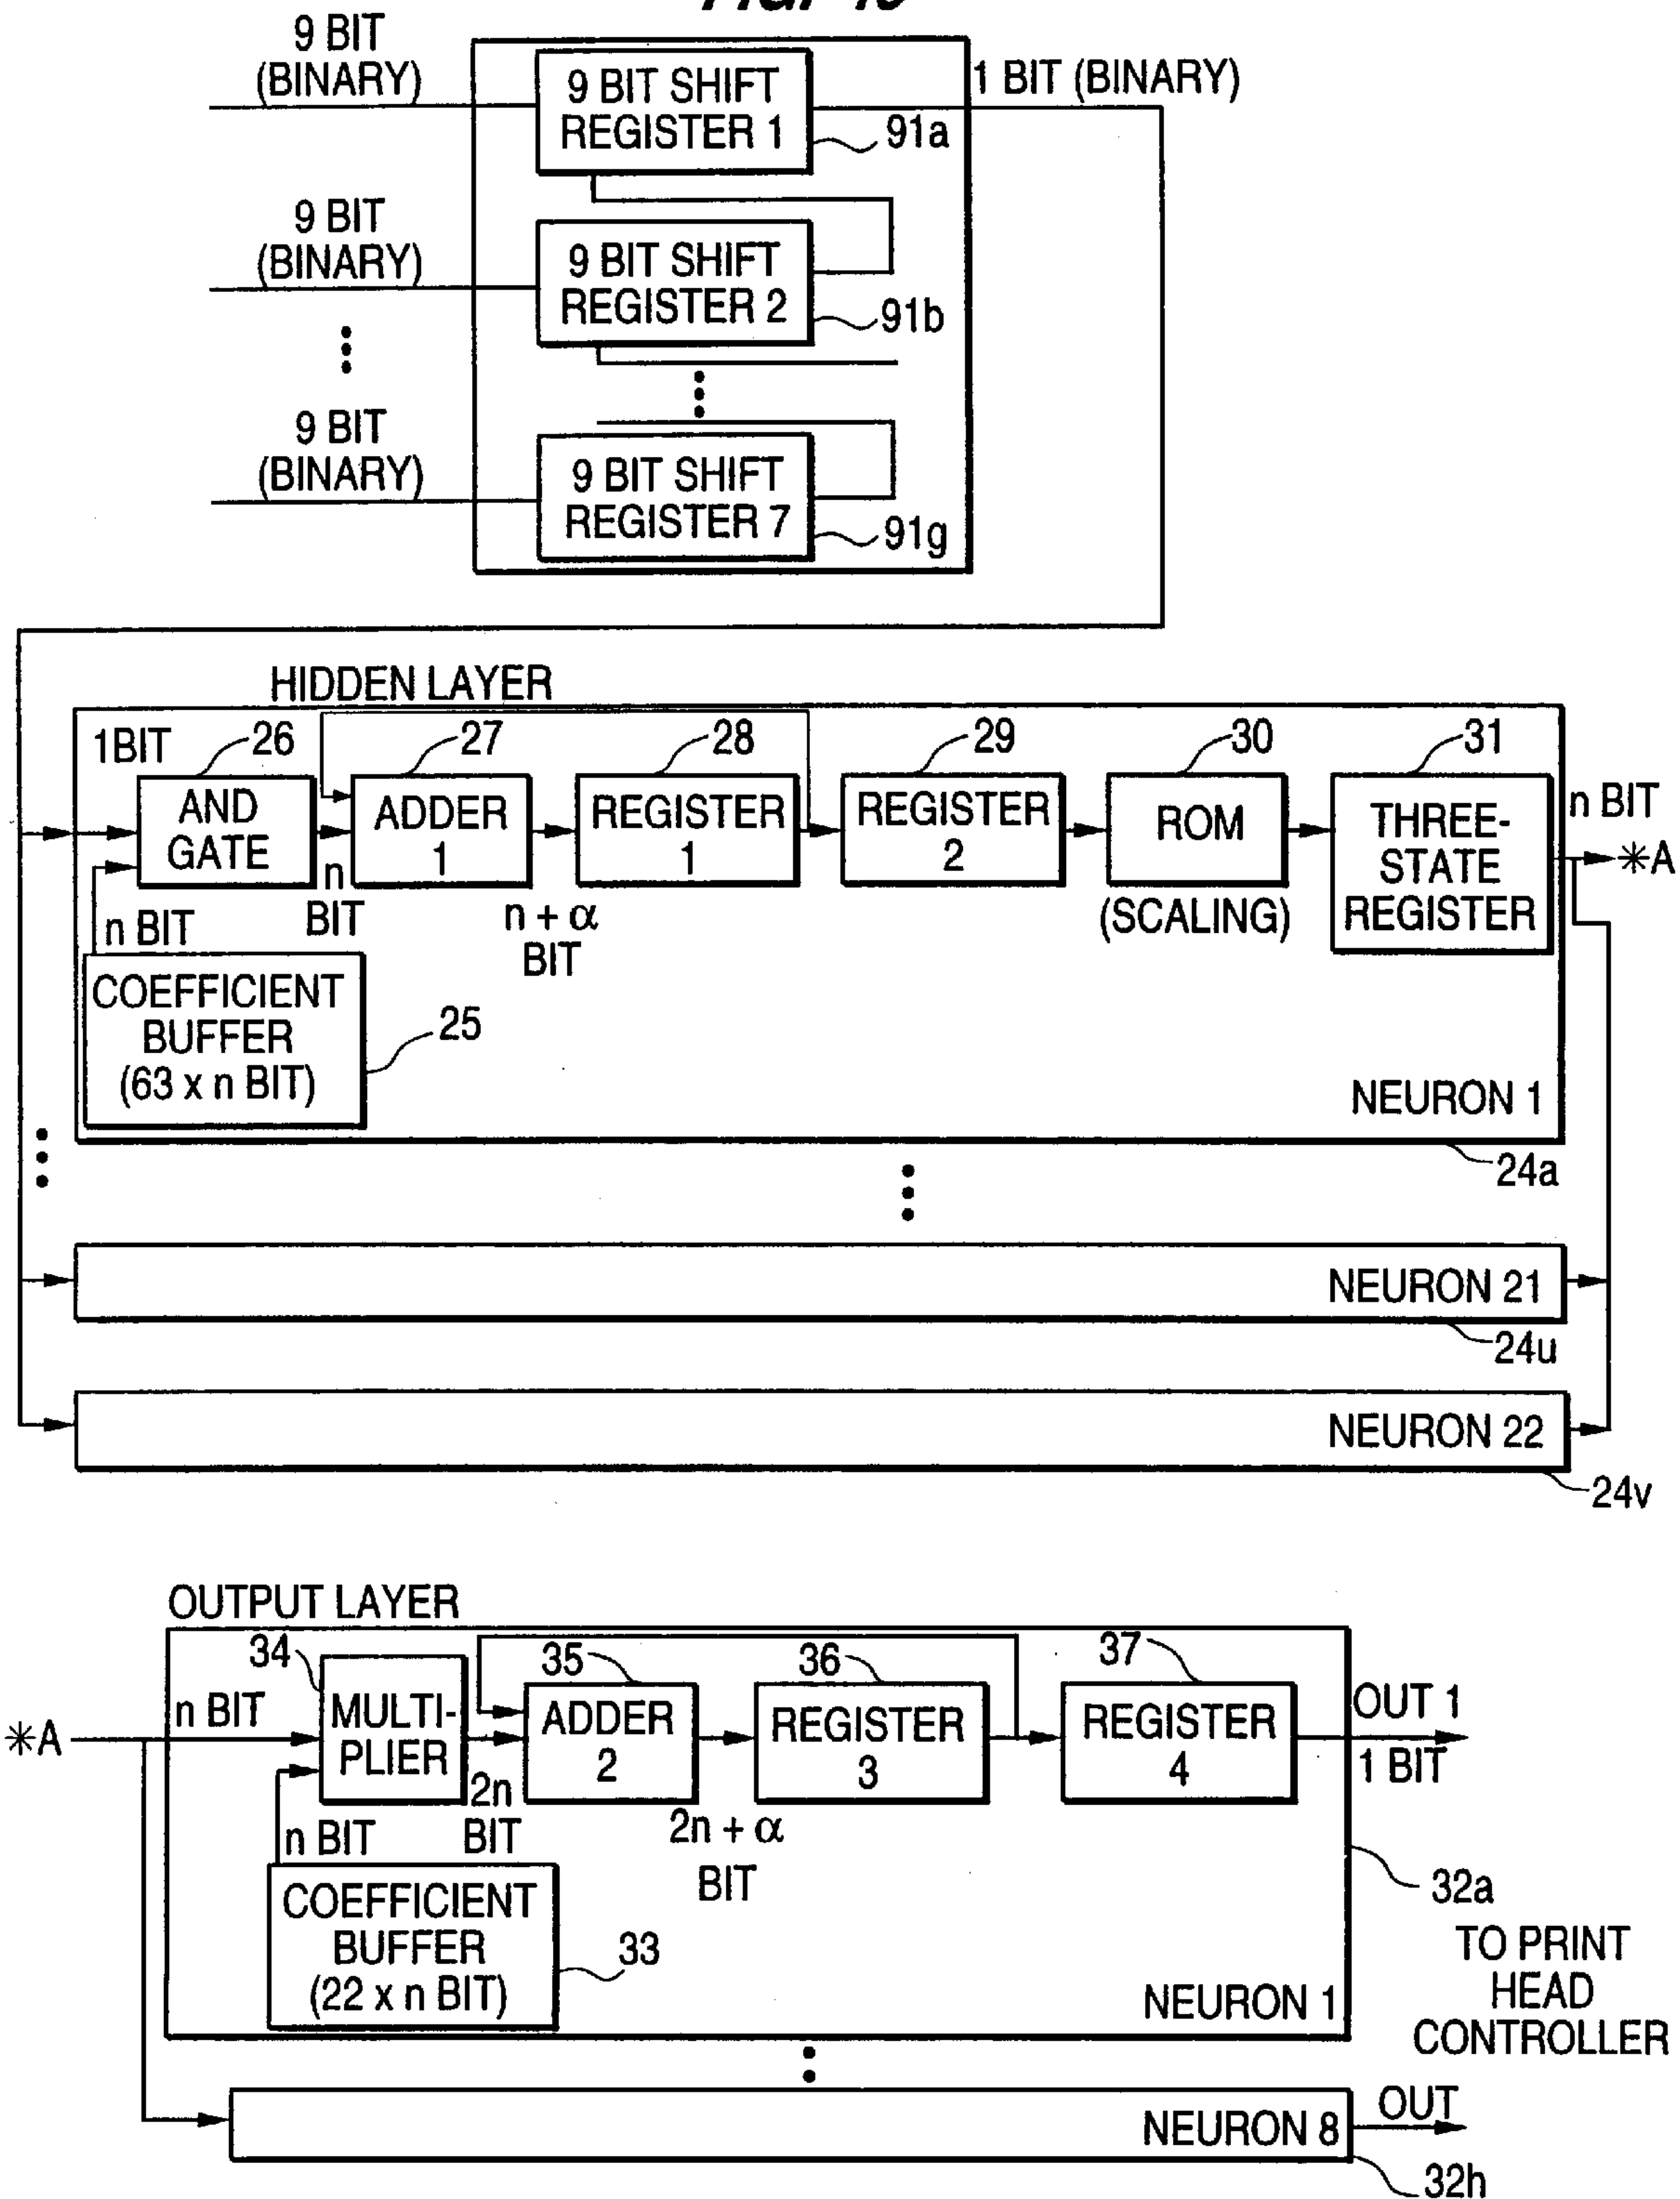 9 BIT
(BINARY)
9 BIT SHIFT
REGISTER 1
1 BIT (BINARY)
91a
9 BIT
(BINARY)
9 BIT SHIFT
REGISTER 2
91b
9 BIT
(BINARY)
9 BIT SHIFT
REGISTER 7
91g
HIDDEN LAYER
1BIT
26
27
28
29
30
31
AND
GATE
ADDER
1
REGISTER
1
REGISTER
2
ROM
(SCALING)
THREE-
STATE
REGISTER
n BIT
*A
n
BIT
n + α
BIT
n BIT
COEFFICIENT
BUFFER
(63 x n BIT)
25
NEURON 1
24a
NEURON 21
24u
NEURON 22
24v
OUTPUT LAYER
34
35
36
37
*A
n BIT
MULTI-
PLIER
ADDER
2
REGISTER
3
REGISTER
4
OUT 1
1 BIT
2n
BIT
2n + α
BIT
n BIT
COEFFICIENT
BUFFER
(22 x n BIT)
33
NEURON 1
32a
TO PRINT
HEAD
CONTROLLER
NEURON 8
OUT
32h